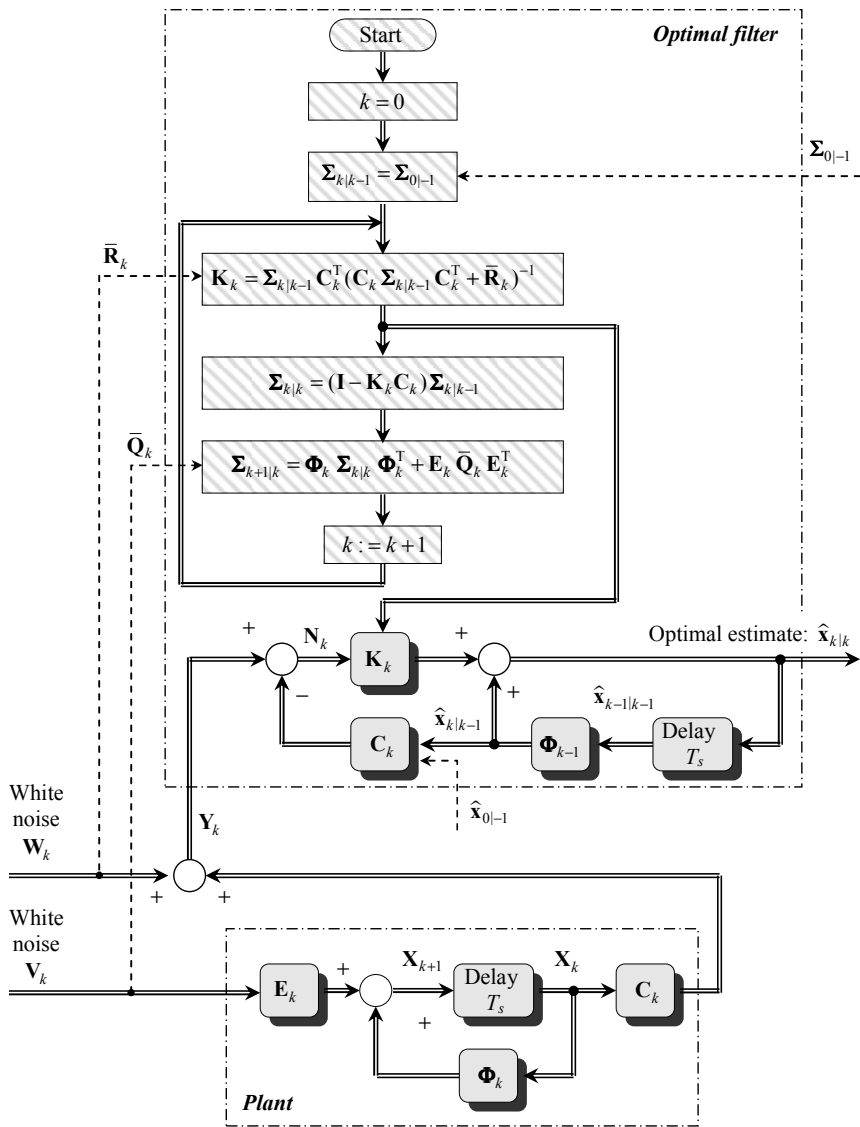 Start
Optimal filter
k = 0
Σ_{0|−1}
Σ_{k|k−1} = Σ_{0|−1}
R̄_k
K_k = Σ_{k|k−1} C_k^T (C_k Σ_{k|k−1} C_k^T + R̄_k)^{−1}
Σ_{k|k} = (I − K_k C_k) Σ_{k|k−1}
Q̄_k
Σ_{k+1|k} = Φ_k Σ_{k|k} Φ_k^T + E_k Q̄_k E_k^T
k := k + 1
+
N_k
K_k
+
Optimal estimate: x̂_{k|k}
−
+
x̂_{k|k−1}
x̂_{k−1|k−1}
C_k
Φ_{k−1}
Delay
T_s
x̂_{0|−1}
White
noise
W_k
Y_k
+
+
White
noise
V_k
E_k
+
X_{k+1}
Delay
T_s
X_k
C_k
+
Φ_k
Plant